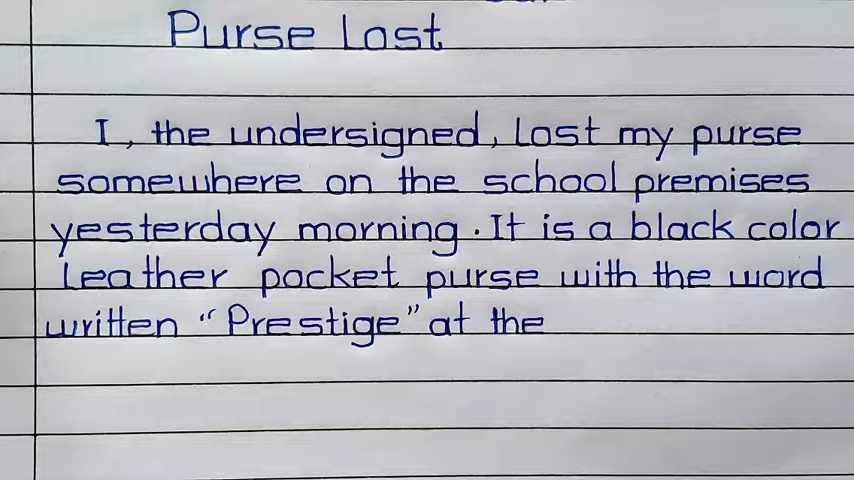 Purse Lost
I, the undersigned, lost my purse
somewhere on the school premises
yesterday morning. It is a black color
leather pocket purse with the word
written "Prestige" at the